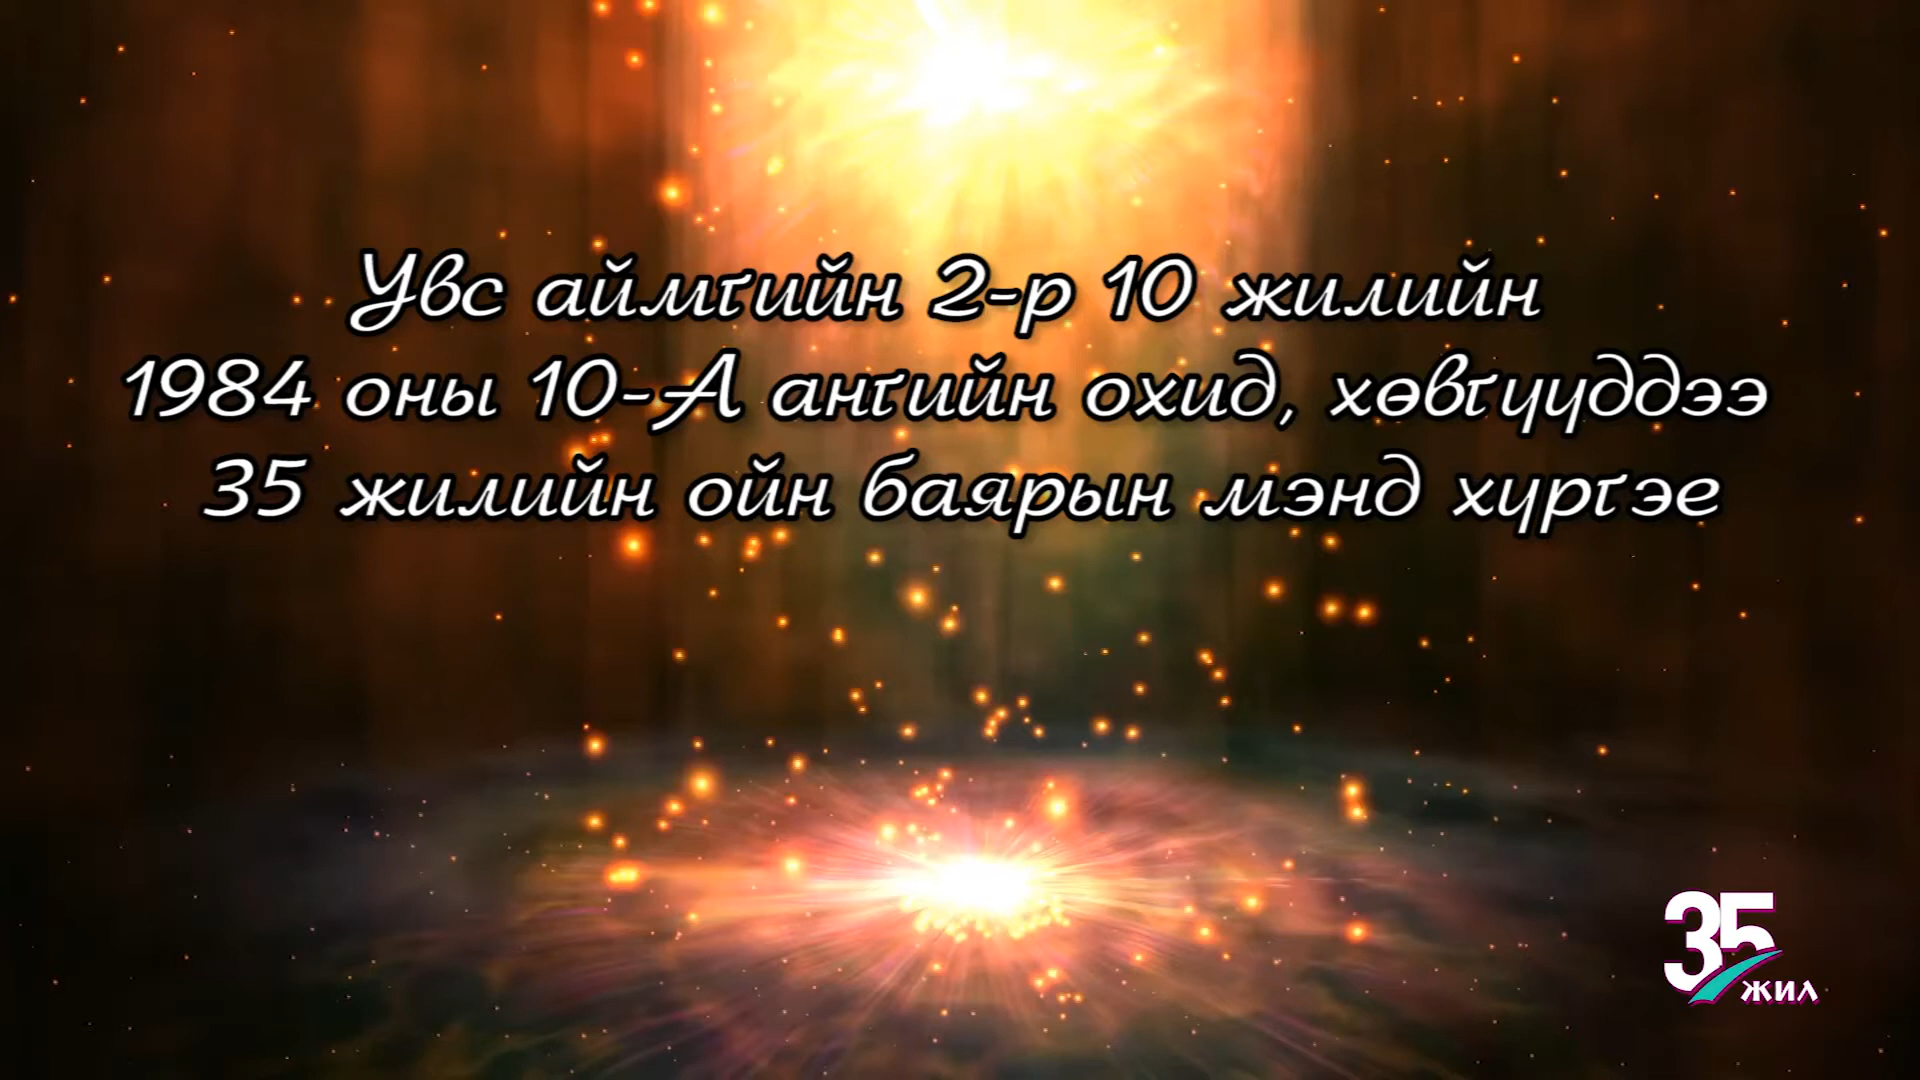 Увс аймгийн 2-р 10 жилийн
1984 оны 10-А ангийн охид, хөвгүүддээ
35 жилийн ойн баярын мэнд хүргэе
35
ЖИЛ